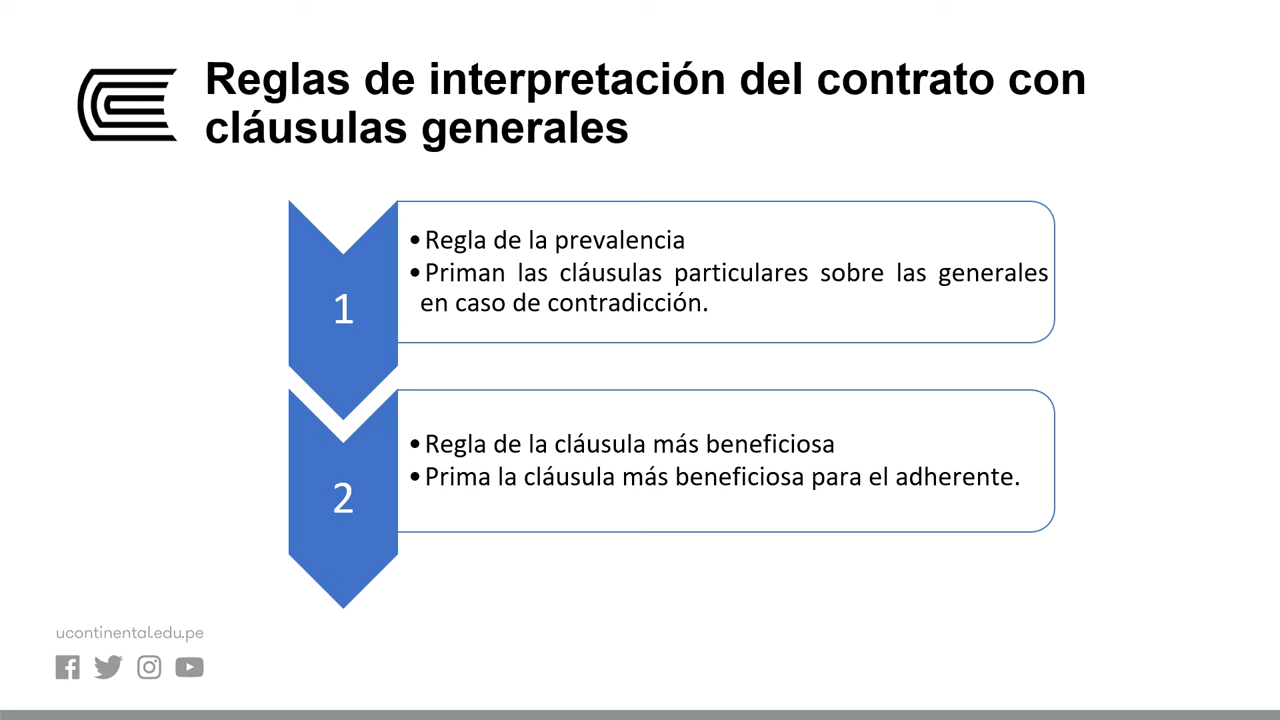 Reglas de interpretación del contrato con
cláusulas generales
1
•Regla de la prevalencia
•Priman las cláusulas particulares sobre las generales
en caso de contradicción.
2
•Regla de la cláusula más beneficiosa
•Prima la cláusula más beneficiosa para el adherente.
ucontinental.edu.pe